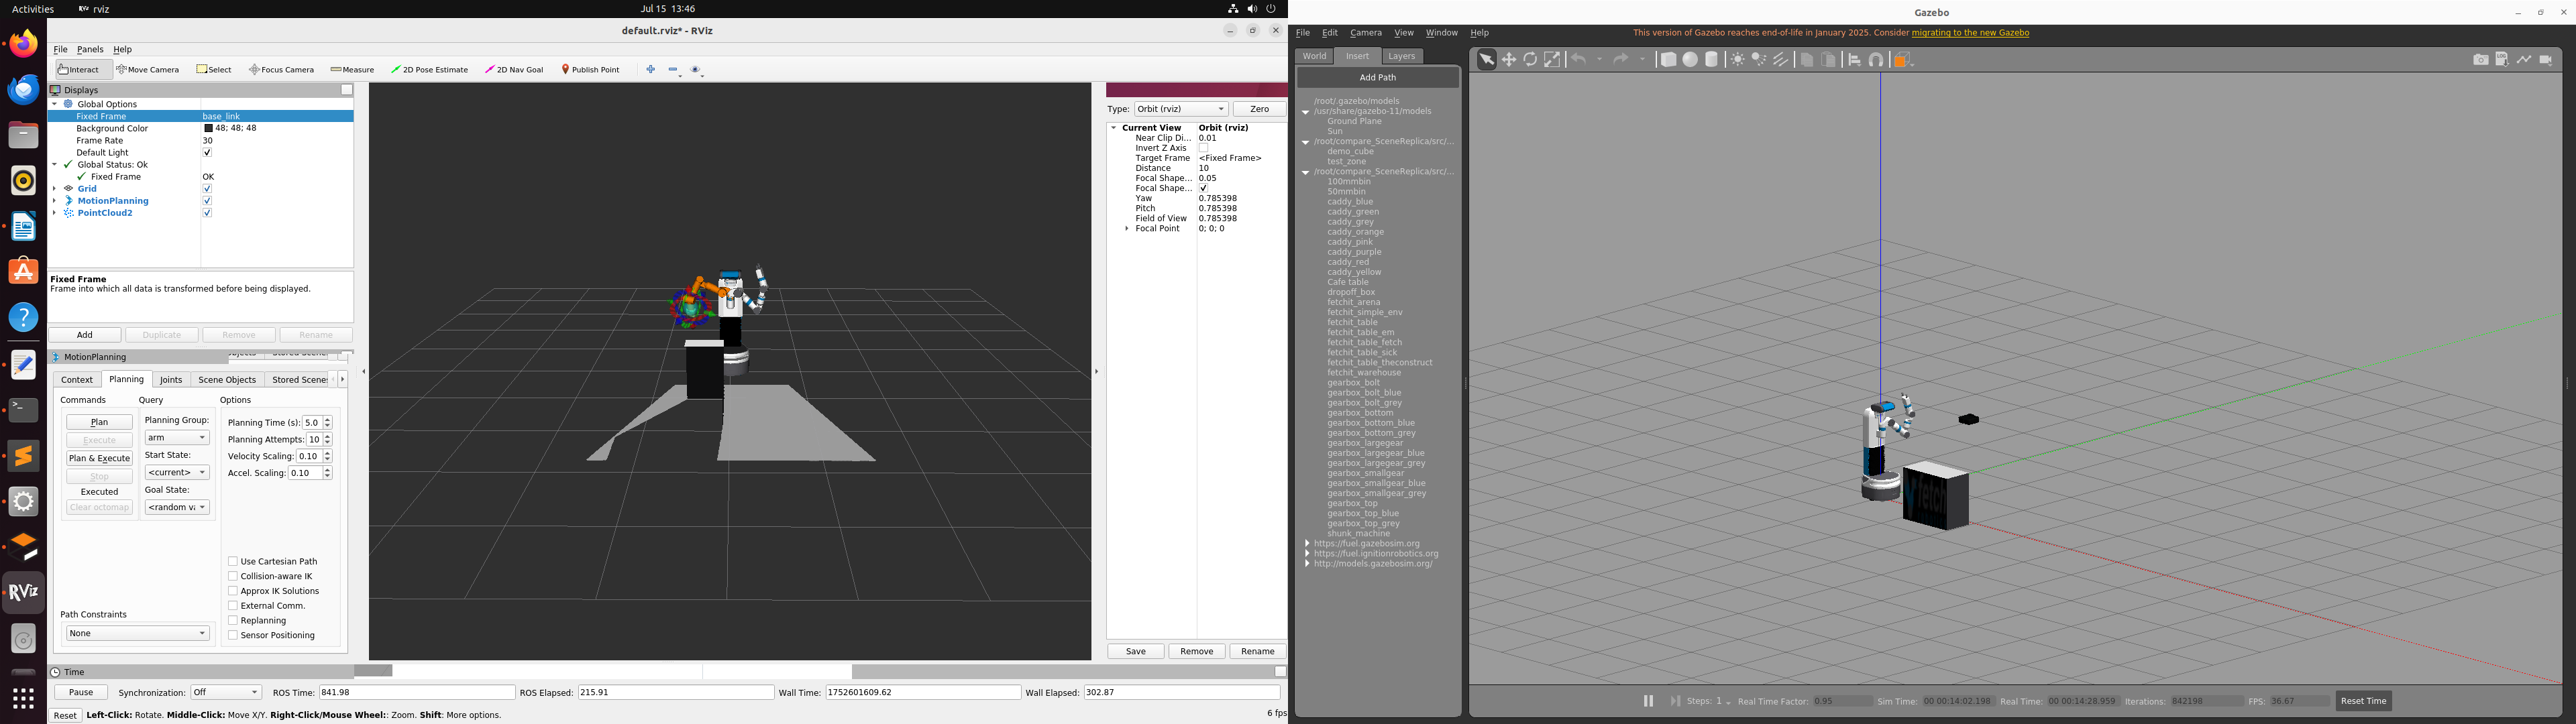 Activities
rviz
Jul 15 13:46
default.rviz* - RViz
File Panels Help
Interact Move Camera Select Focus Camera Measure 2D Pose Estimate 2D Nav Goal Publish Point
Displays
Global Options
Fixed Frame base_link
Background Color 48; 48; 48
Frame Rate 30
Default Light
Global Status: Ok
Fixed Frame OK
Grid
MotionPlanning
PointCloud2
Fixed Frame
Frame into which all data is transformed before being displayed.
Add Duplicate Remove Rename
MotionPlanning
Context Planning Joints Scene Objects Stored Scene
Commands Query Options
Plan
Execute
Plan & Execute
Stop
Executed
Clear octomap
Planning Group:
arm
Start State:
<current>
Goal State:
<random va
Planning Time (s): 5.0
Planning Attempts: 10
Velocity Scaling: 0.10
Accel. Scaling: 0.10
Use Cartesian Path
Collision-aware IK
Approx IK Solutions
External Comm.
Replanning
Sensor Positioning
Path Constraints
None
Type: Orbit (rviz) Zero
Current View Orbit (rviz)
Near Clip Di... 0.01
Invert Z Axis
Target Frame <Fixed Frame>
Distance 10
Focal Shape... 0.05
Focal Shape...
Yaw 0.785398
Pitch 0.785398
Field of View 0.785398
Focal Point 0; 0; 0
Save Remove Rename
Time
Pause Synchronization: Off ROS Time: 841.98 ROS Elapsed: 215.91 Wall Time: 1752601609.62 Wall Elapsed: 302.87
Reset Left-Click: Rotate. Middle-Click: Move X/Y. Right-Click/Mouse Wheel:: Zoom. Shift: More options. 6 fps
RViz
Gazebo
File Edit Camera View Window Help
This version of Gazebo reaches end-of-life in January 2025. Consider migrating to the new Gazebo
World Insert Layers
Add Path
/root/.gazebo/models
/usr/share/gazebo-11/models
Ground Plane
Sun
/root/compare_SceneReplica/src/...
demo_cube
test_zone
/root/compare_SceneReplica/src/...
100mmbin
50mmbin
caddy_blue
caddy_green
caddy_grey
caddy_orange
caddy_pink
caddy_purple
caddy_red
caddy_yellow
Cafe table
dropoff_box
fetchit_arena
fetchit_simple_env
fetchit_table
fetchit_table_em
fetchit_table_fetch
fetchit_table_sick
fetchit_table_theconstruct
fetchit_warehouse
gearbox_bolt
gearbox_bolt_blue
gearbox_bolt_grey
gearbox_bottom
gearbox_bottom_blue
gearbox_bottom_grey
gearbox_largegear
gearbox_largegear_blue
gearbox_largegear_grey
gearbox_smallgear
gearbox_smallgear_blue
gearbox_smallgear_grey
gearbox_top
gearbox_top_blue
gearbox_top_grey
shunk_machine
https://fuel.gazebosim.org
https://fuel.ignitionrobotics.org
http://models.gazebosim.org/
fetch
Steps: 1 Real Time Factor: 0.95 Sim Time: 00 00:14:02.198 Real Time: 00 00:14:28.959 Iterations: 842198 FPS: 36.67 Reset Time